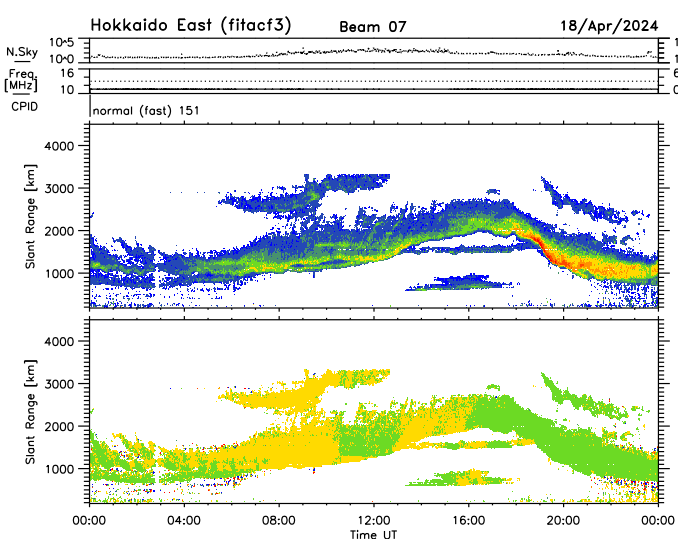 Hokkaido East (fitacf3) Beam 07 18/Apr/2024
N.Sky 10^5 1
10^0 1
Freq. 16 6
[MHz] 10 0
CPID normal (fast) 151
4000
3000
2000
1000
Slant Range [km]
4000
3000
2000
1000
Slant Range [km]
00:00 04:00 08:00 12:00 16:00 20:00 00:00
Time UT